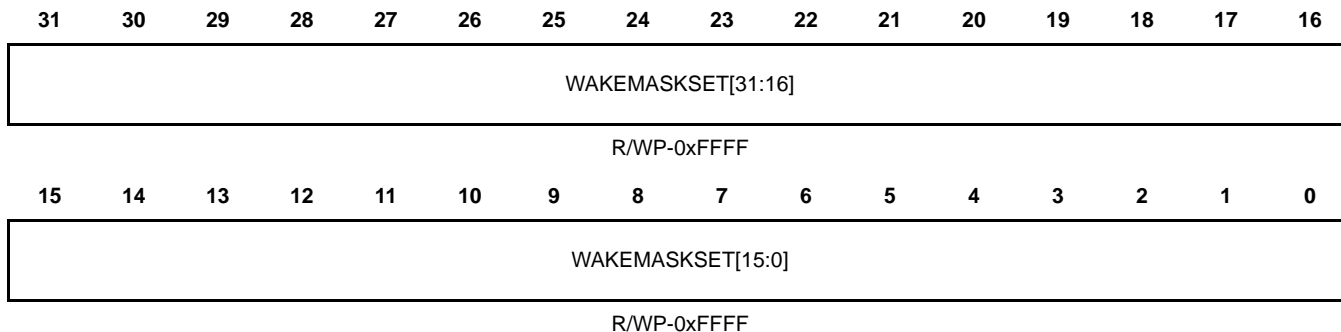 31 30 29 28 27 26 25 24 23 22 21 20 19 18 17 16
WAKEMASKSET[31:16]
R/WP-0xFFFF
15 14 13 12 11 10 9 8 7 6 5 4 3 2 1 0
WAKEMASKSET[15:0]
R/WP-0xFFFF